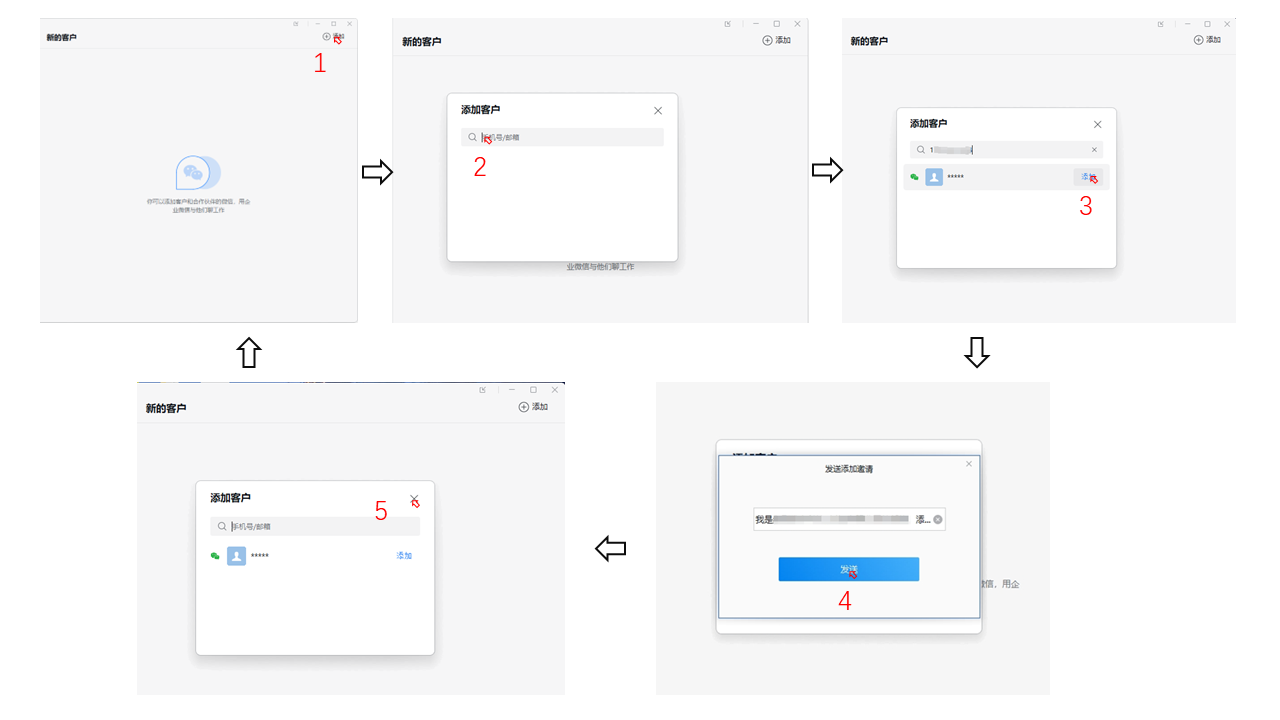 新的客户
添加
1
你可以添加客户和合作伙伴的微信，用企
业微信与他们聊工作
新的客户
添加
添加客户
手机号/邮箱
2
业微信与他们聊工作
新的客户
添加
添加客户
1
*****
添加
3
新的客户
添加
添加客户
5
手机号/邮箱
*****
添加
添加客户
发送添加邀请
我是
添...
发送
4
微信，用企